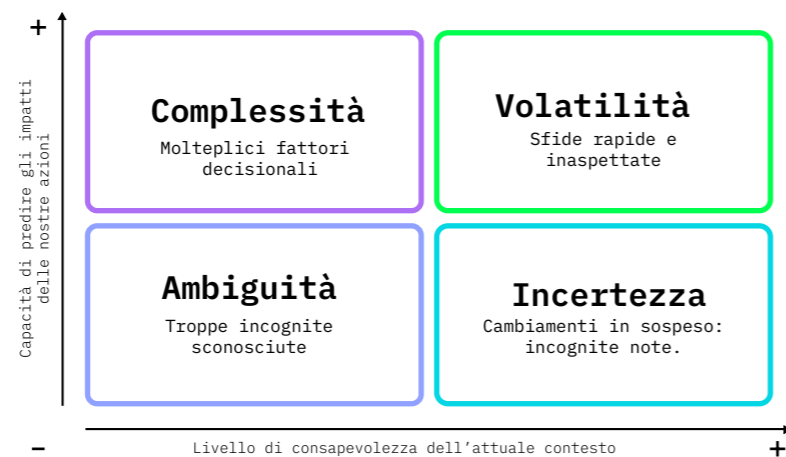 +
Capacità di predire gli impatti
delle nostre azioni
Complessità
Molteplici fattori
decisionali
Volatilità
Sfide rapide e
inaspettate
Ambiguità
Troppe incognite
sconosciute
Incertezza
Cambiamenti in sospeso:
incognite note.
–
Livello di consapevolezza dell’attuale contesto
+